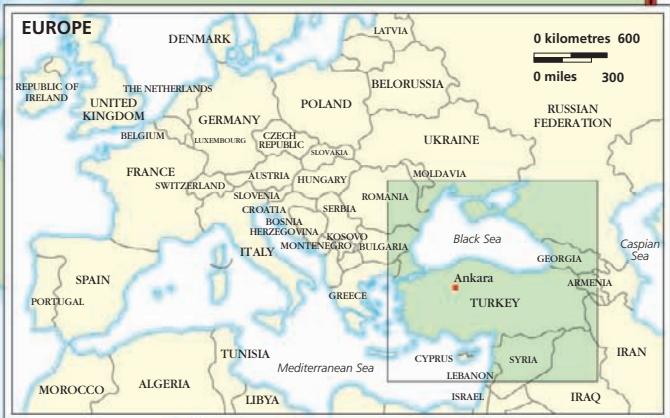 EUROPE
DENMARK
LATVIA
0 kilometres 600
0 miles 300
REPUBLIC OF
IRELAND
UNITED
KINGDOM
THE NETHERLANDS
BELORUSSIA
RUSSIAN
FEDERATION
POLAND
GERMANY
BELGIUM
LUXEMBOURG
CZECH
REPUBLIC
UKRAINE
SLOVAKIA
FRANCE
SWITZERLAND
AUSTRIA
HUNGARY
MOLDAVIA
SLOVENIA
ROMANIA
CROATIA
SERBIA
BOSNIA
HERZEGOVINA
KOSOVO
MONTENEGRO
BULGARIA
ITALY
Black Sea
Caspian
Sea
GEORGIA
SPAIN
PORTUGAL
GREECE
Ankara
TURKEY
ARMENIA
TUNISIA
Mediterranean Sea
CYPRUS
SYRIA
IRAN
LEBANON
MOROCCO
ALGERIA
LIBYA
ISRAEL
IRAQ